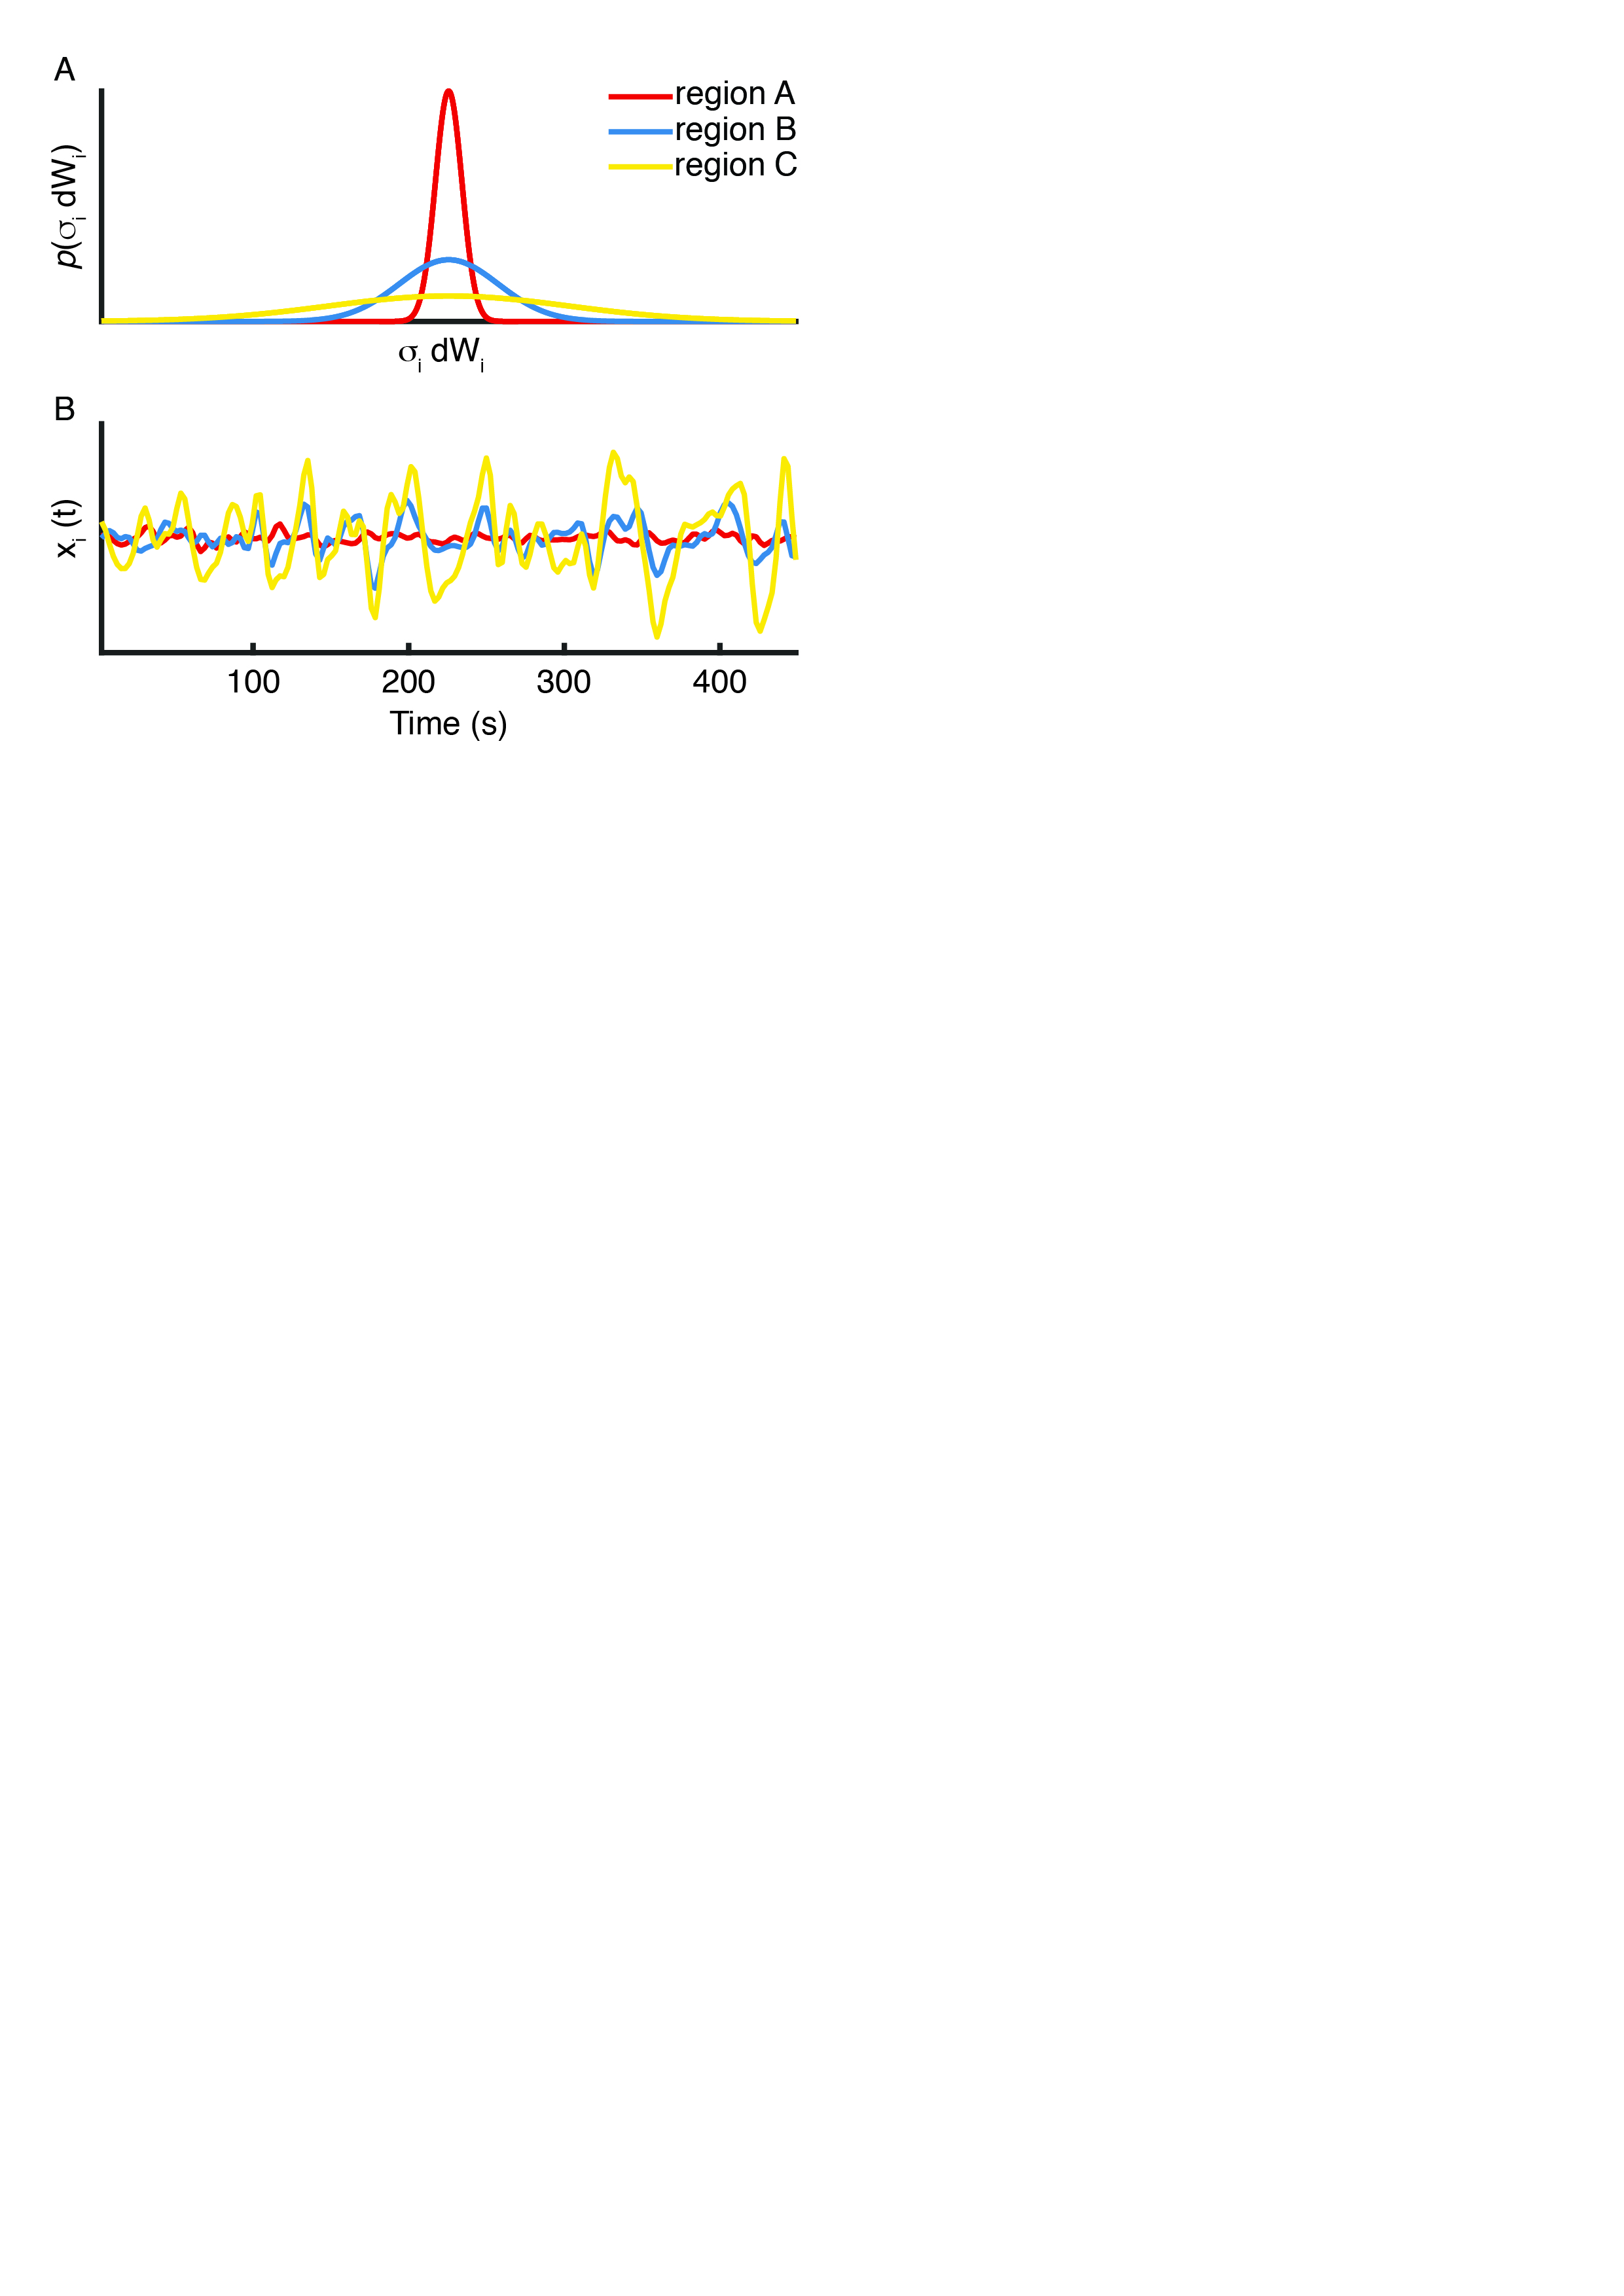 A
region A
region B
region C
p(σi dWi)
σi dWi
B
xi (t)
100 200 300 400
Time (s)